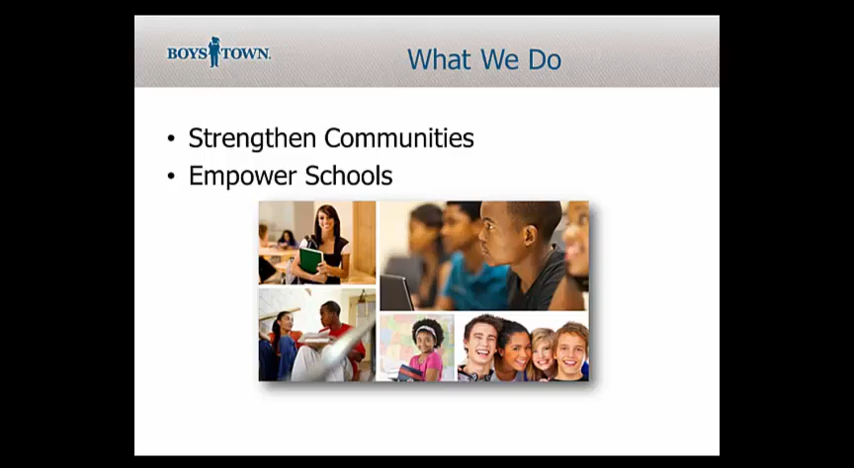 BOYS TOWN.
What We Do
• Strengthen Communities
• Empower Schools